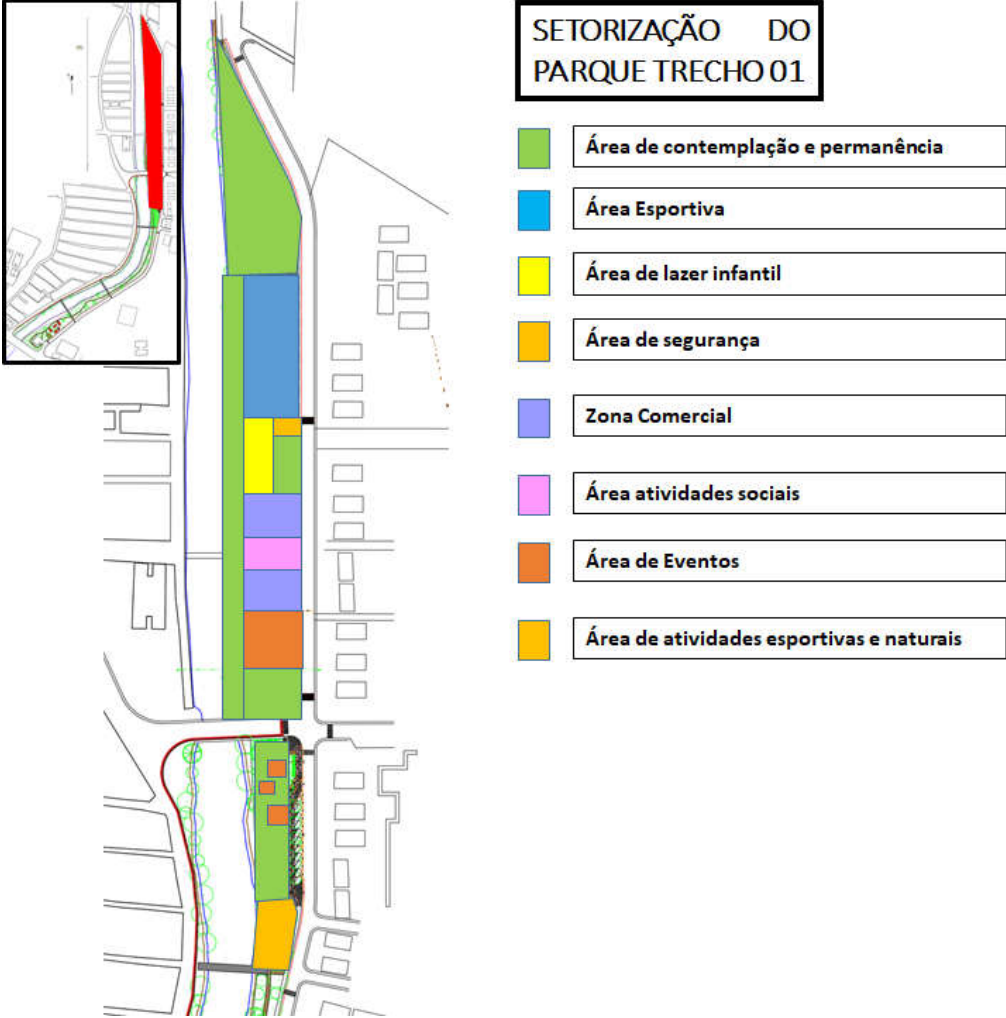 SETORIZAÇÃO DO
PARQUE TRECHO 01
Área de contemplação e permanência
Área Esportiva
Área de lazer infantil
Área de segurança
Zona Comercial
Área atividades sociais
Área de Eventos
Área de atividades esportivas e naturais